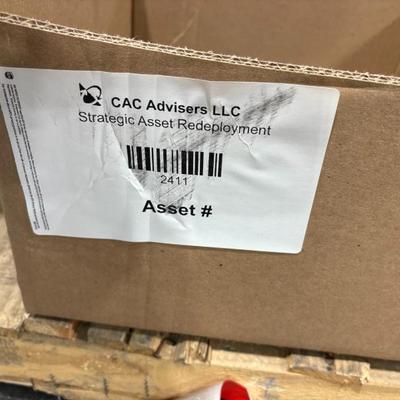 CAC Advisers LLC
Strategic Asset Redeployment
2411
Asset #